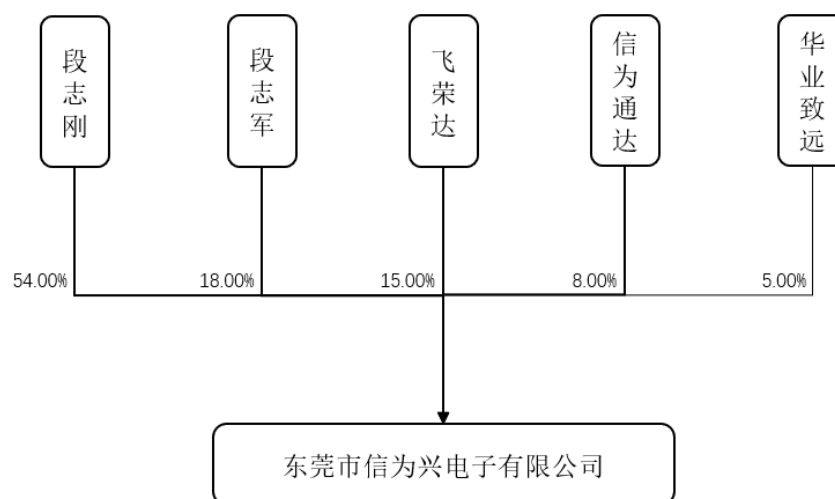 段志刚
段志军
飞荣达
信为通达
华业致远
54.00%
18.00%
15.00%
8.00%
5.00%
东莞市信为兴电子有限公司